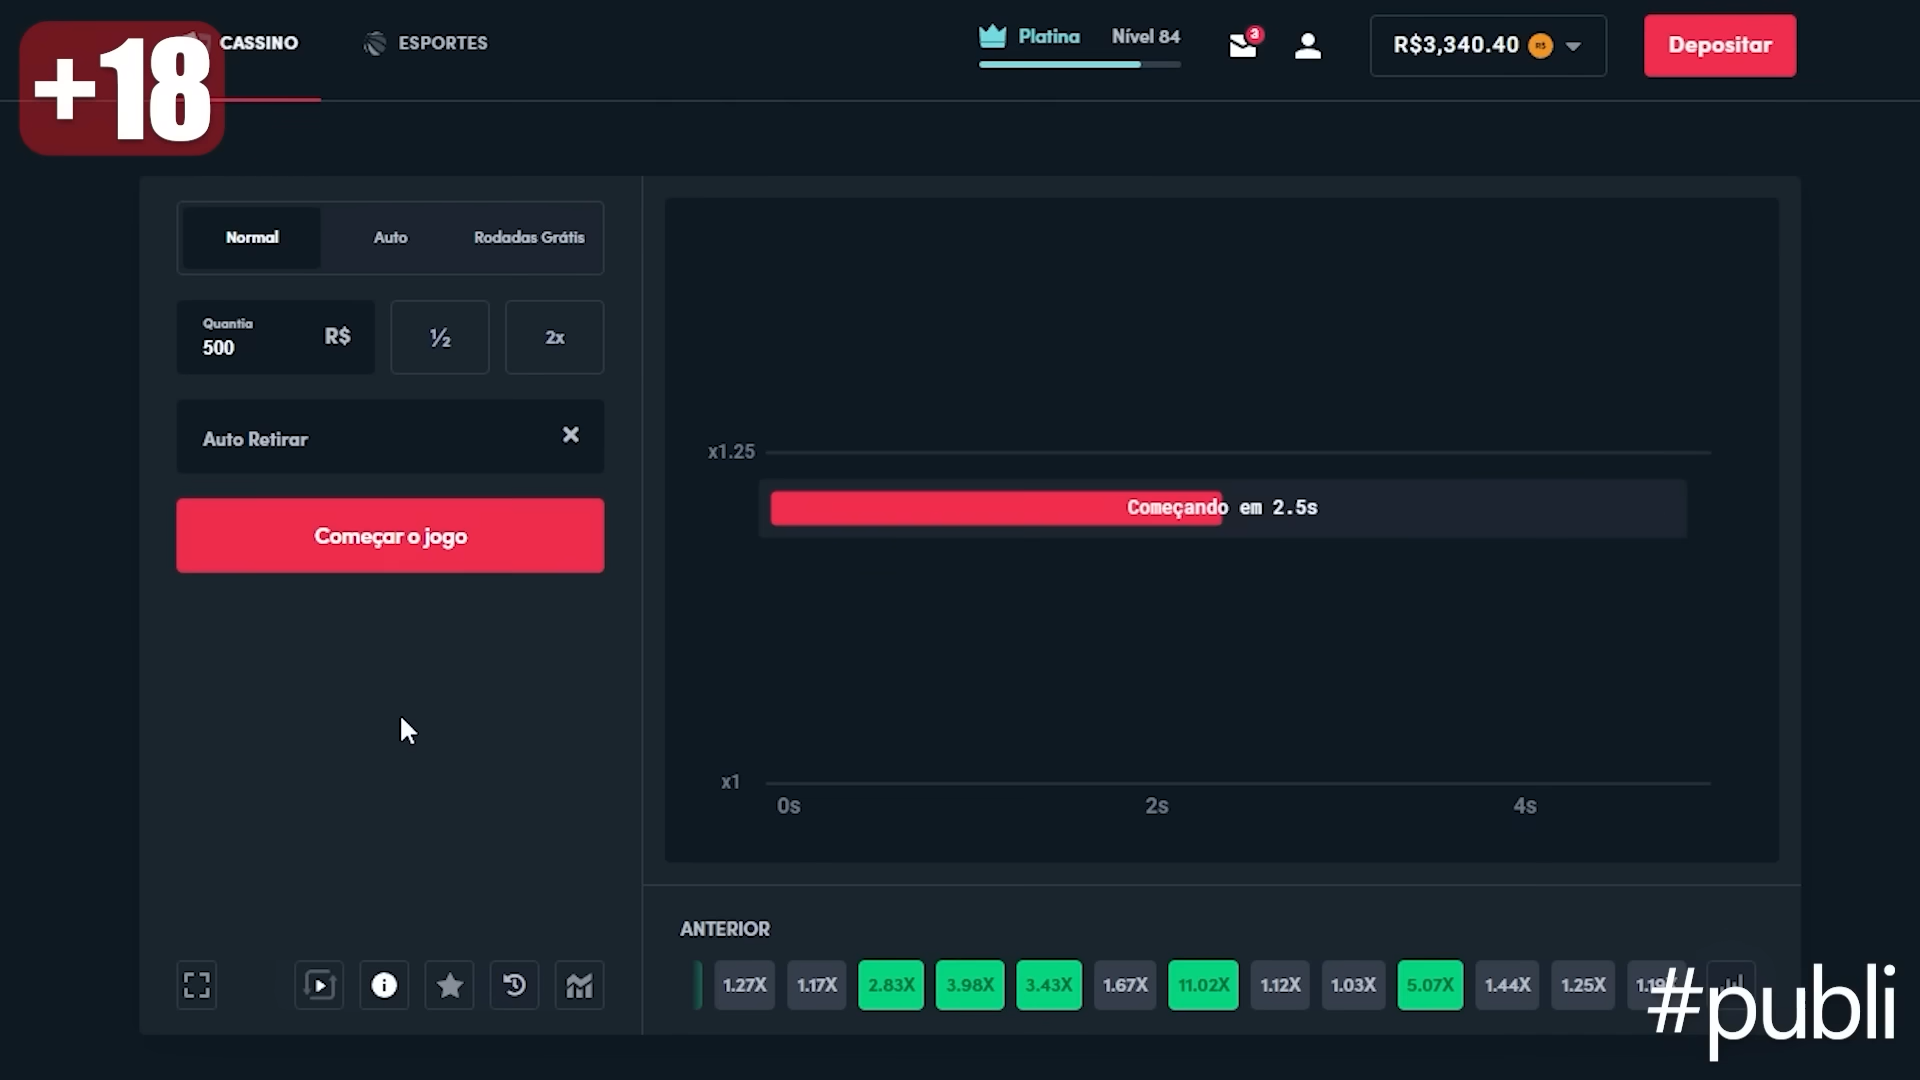 +18
CASSINO
ESPORTES
Platina
Nível 84
3
R$3,340.40
R$
Depositar
Normal
Auto
Rodadas Grátis
Quantia
500
R$
½
2x
Auto Retirar
Começar o jogo
x1.25
Começando em 2.5s
x1
0s
2s
4s
ANTERIOR
1.27X
1.17X
2.83X
3.98X
3.43X
1.67X
11.02X
1.12X
1.03X
5.07X
1.44X
1.25X
#publi